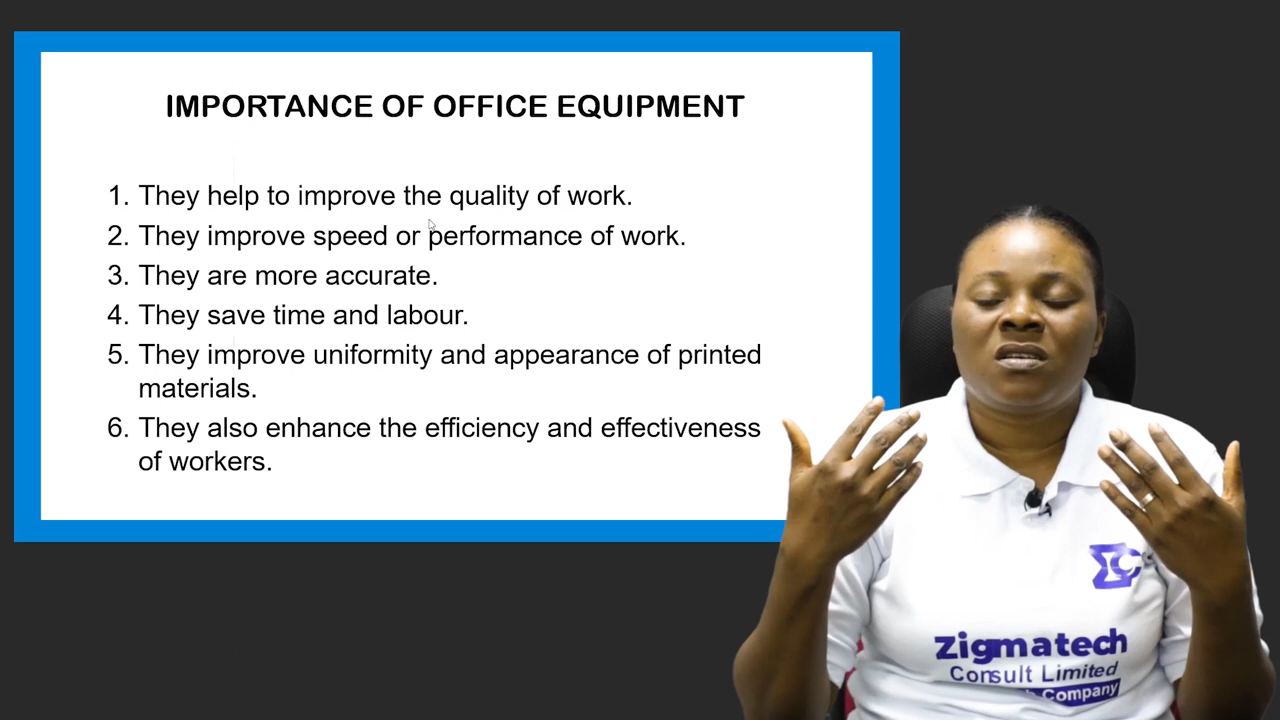 IMPORTANCE OF OFFICE EQUIPMENT
1. They help to improve the quality of work.
2. They improve speed or performance of work.
3. They are more accurate.
4. They save time and labour.
5. They improve uniformity and appearance of printed
materials.
6. They also enhance the efficiency and effectiveness
of workers.
Zigmatech
Consult Limited
Company